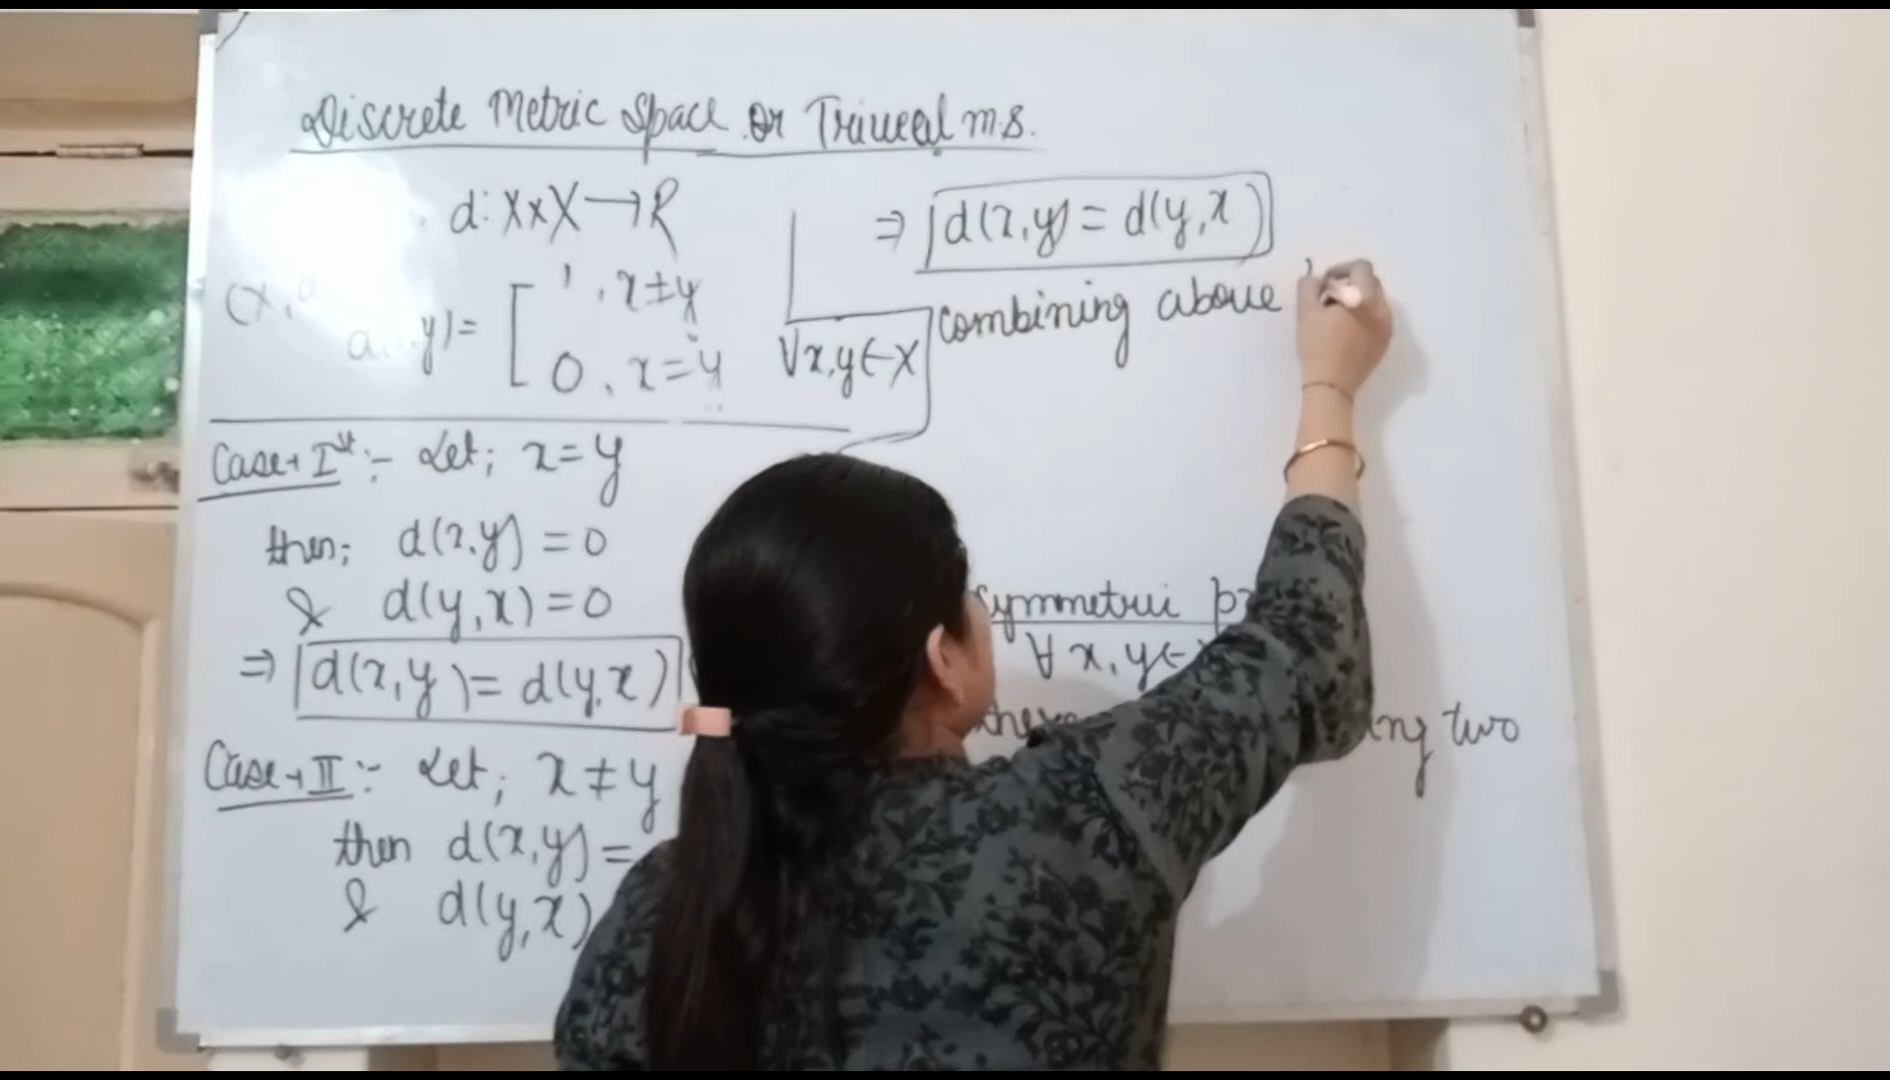 Discrete Metric Space or Triveal m.s.
d: X×X→R
d(x,y)= [ 1, x≠y
0, x=y
∀x,y∈X
Case-Iˢᵗ:- Let; x=y
then; d(x,y)=0
& d(y,x)=0
⇒ d(x,y)=d(y,x)
Case-II:- Let; x≠y
then d(x,y)=
& d(y,x)
⇒ d(x,y)=d(y,x)
combining above
symmetric
∀x,y∈
two